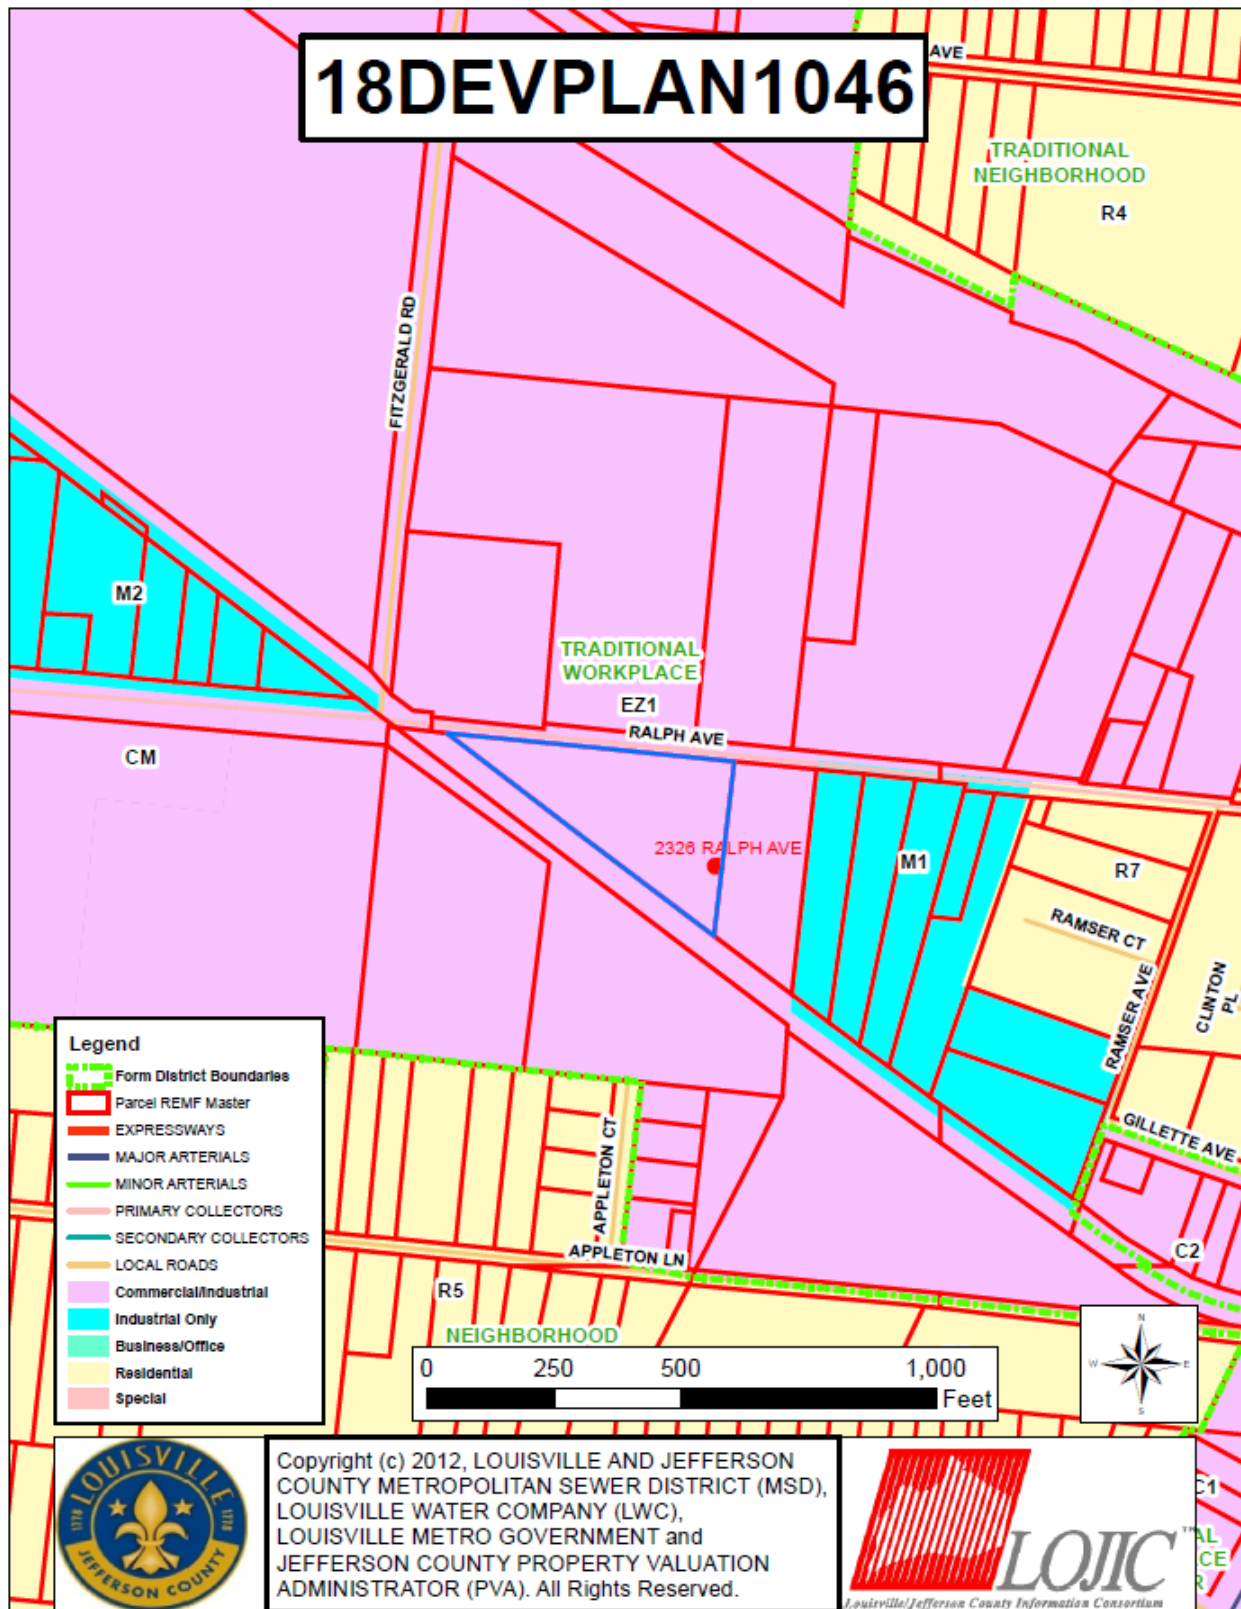 18DEVPLAN1046
AVE
TRADITIONAL
NEIGHBORHOOD
R4
FITZGERALD RD
M2
TRADITIONAL
WORKPLACE
EZ1
RALPH AVE
CM
2326 RALPH AVE
M1
R7
RAMSER CT
RAMSER AVE
CLINTON
PL
GILLETTE AVE
C2
APPLETON CT
APPLETON LN
R5
NEIGHBORHOOD
Legend
Form District Boundaries
Parcel REMF Master
EXPRESSWAYS
MAJOR ARTERIALS
MINOR ARTERIALS
PRIMARY COLLECTORS
SECONDARY COLLECTORS
LOCAL ROADS
Commercial/Industrial
Industrial Only
Business/Office
Residential
Special
0 250 500 1,000
Feet
N
W E
S
LOUISVILLE
1778 1778
JEFFERSON COUNTY
Copyright (c) 2012, LOUISVILLE AND JEFFERSON
COUNTY METROPOLITAN SEWER DISTRICT (MSD),
LOUISVILLE WATER COMPANY (LWC),
LOUISVILLE METRO GOVERNMENT and
JEFFERSON COUNTY PROPERTY VALUATION
ADMINISTRATOR (PVA). All Rights Reserved.
LOJIC™
Louisville/Jefferson County Information Consortium
C1
AL
CE
R